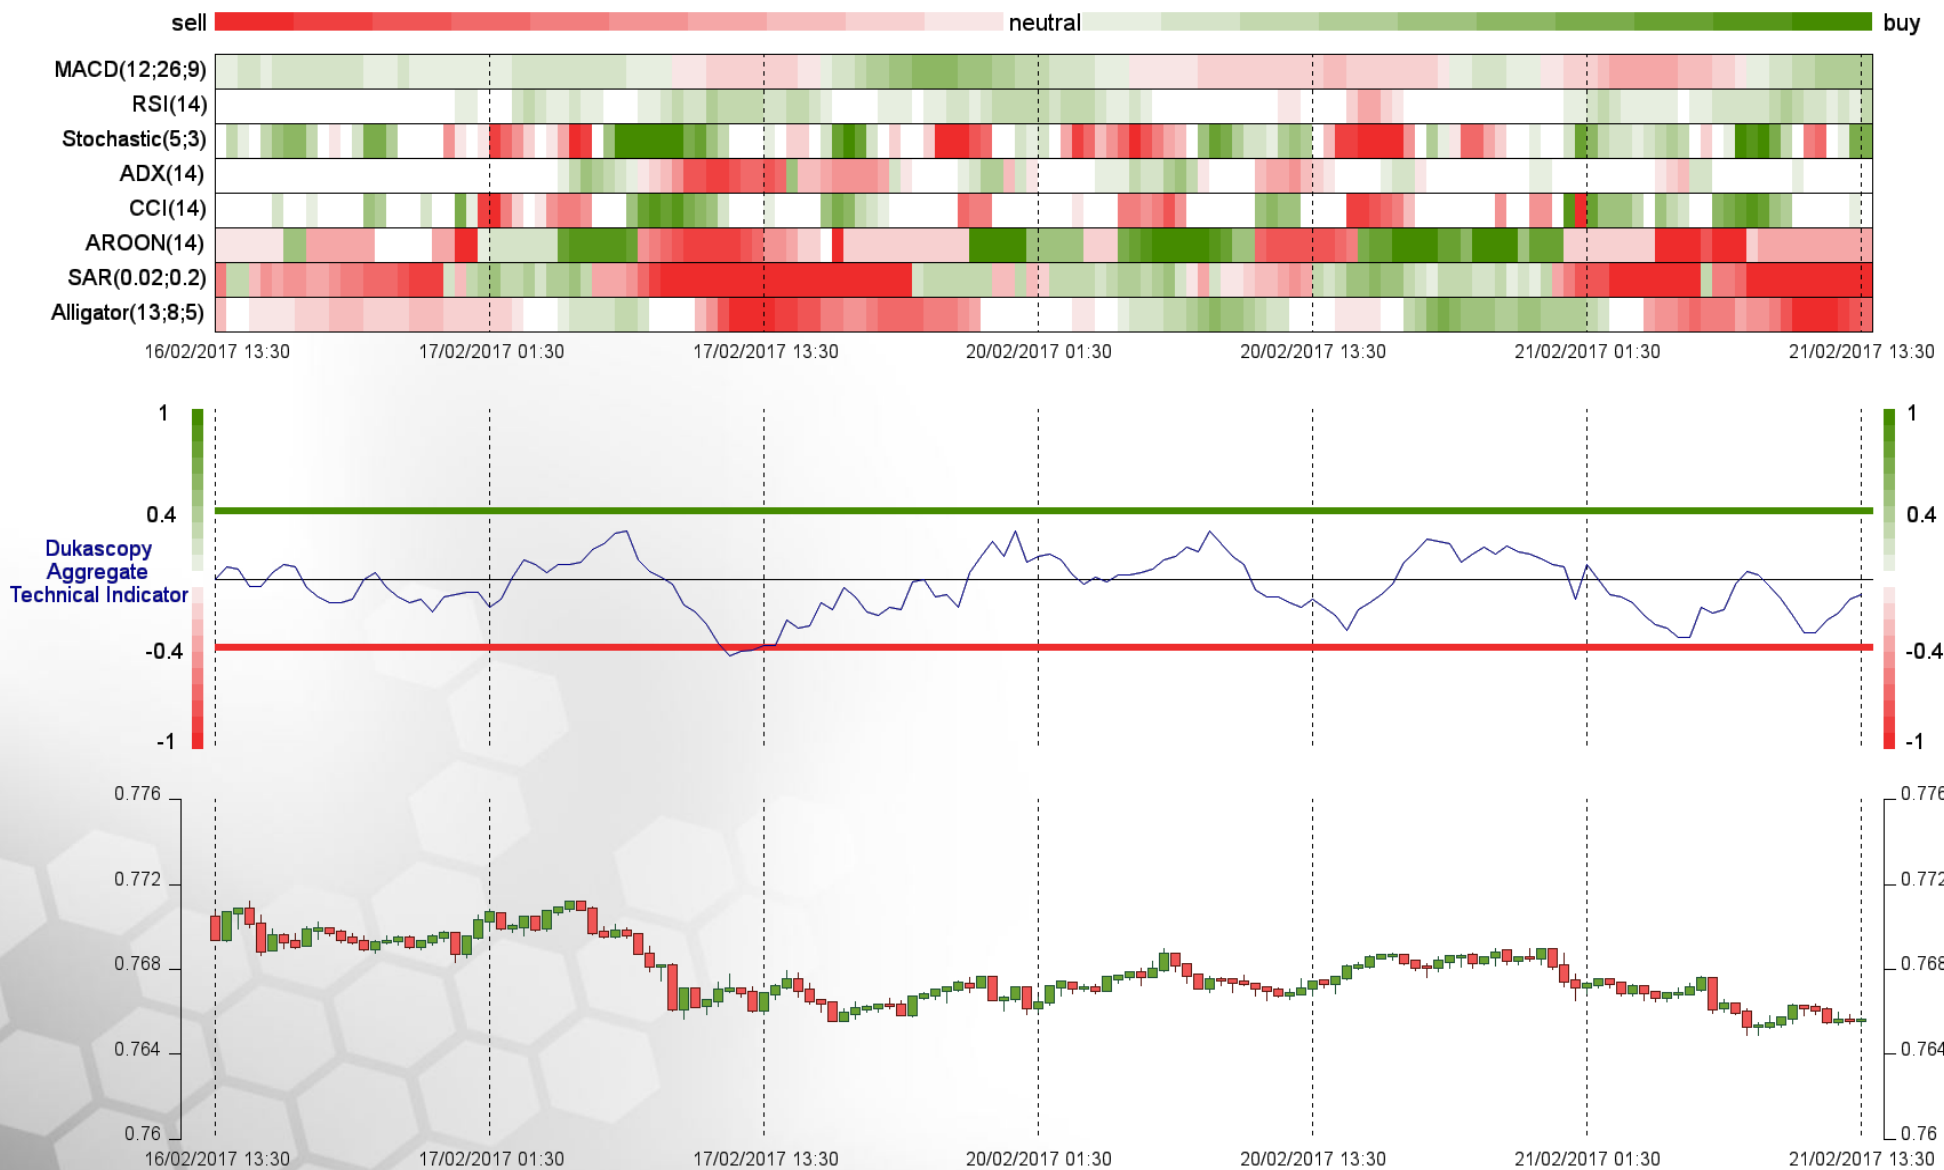 sell neutral buy
MACD(12;26;9)
RSI(14)
Stochastic(5;3)
ADX(14)
CCI(14)
AROON(14)
SAR(0.02;0.2)
Alligator(13;8;5)
16/02/2017 13:30 17/02/2017 01:30 17/02/2017 13:30 20/02/2017 01:30 20/02/2017 13:30 21/02/2017 01:30 21/02/2017 13:30
1 1
0.4 0.4
Dukascopy
Aggregate
Technical Indicator
-0.4 -0.4
-1 -1
0.776 0.776
0.772 0.772
0.768 0.768
0.764 0.764
0.76 0.76
16/02/2017 13:30 17/02/2017 01:30 17/02/2017 13:30 20/02/2017 01:30 20/02/2017 13:30 21/02/2017 01:30 21/02/2017 13:30